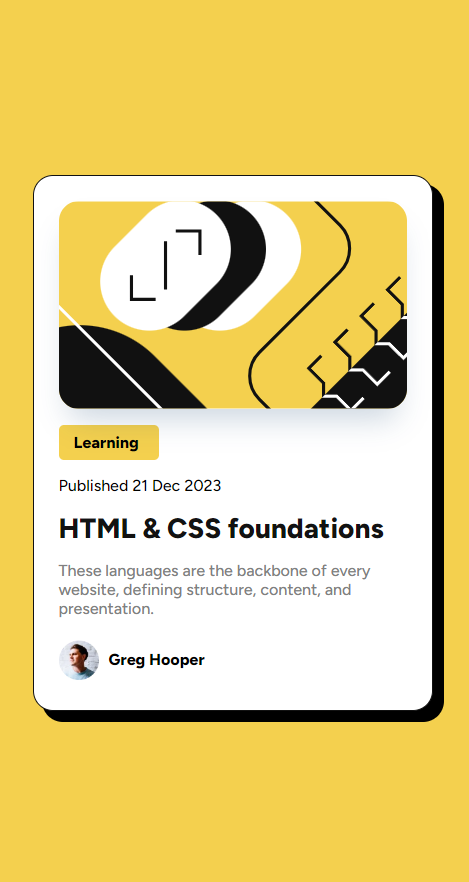 Learning
Published 21 Dec 2023
HTML & CSS foundations
These languages are the backbone of every
website, defining structure, content, and
presentation.
Greg Hooper